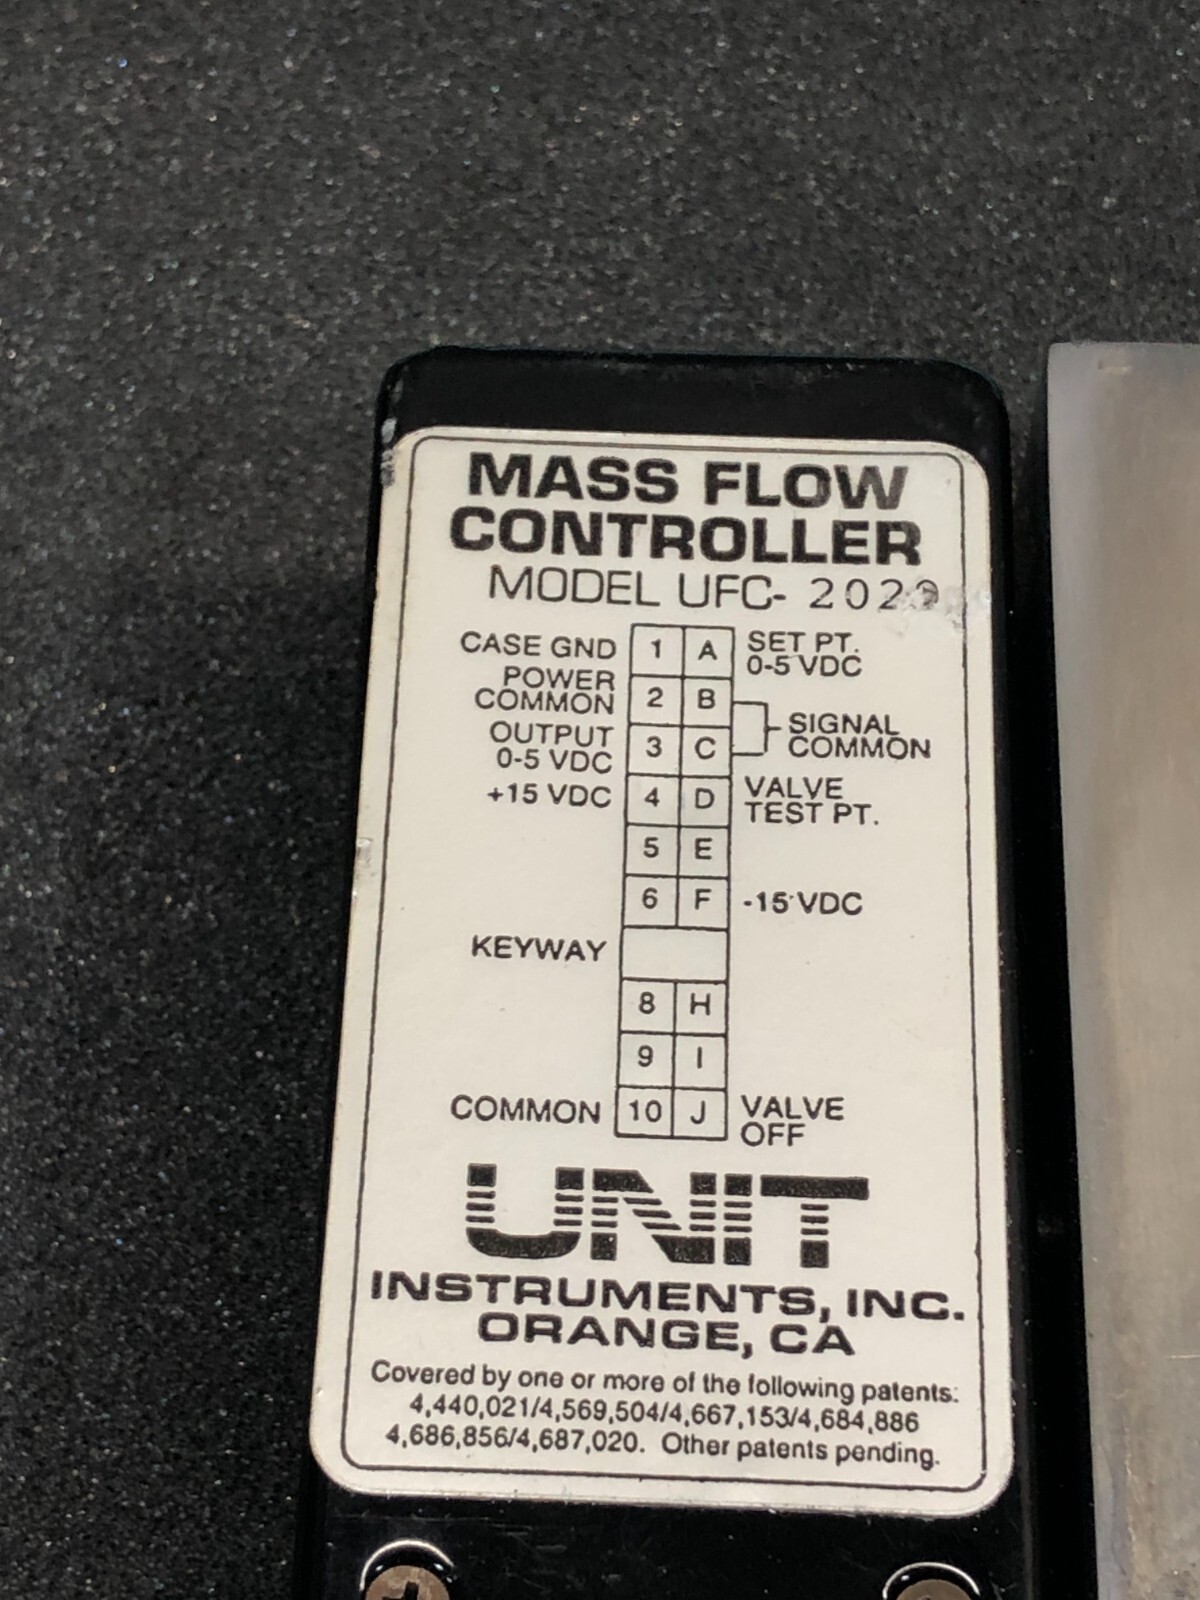 MASS FLOW
CONTROLLER
MODEL UFC- 202
CASE GND 1 A SET PT.
0-5 VDC
POWER
COMMON 2 B
SIGNAL
COMMON
OUTPUT
0-5 VDC 3 C
+15 VDC 4 D VALVE
TEST PT.
5 E
6 F -15 VDC
KEYWAY
8 H
9 I
COMMON 10 J VALVE
OFF
UNIT
INSTRUMENTS, INC.
ORANGE, CA
Covered by one or more of the following patents:
4,440,021/4,569,504/4,667,153/4,684,886
4,686,856/4,687,020. Other patents pending.